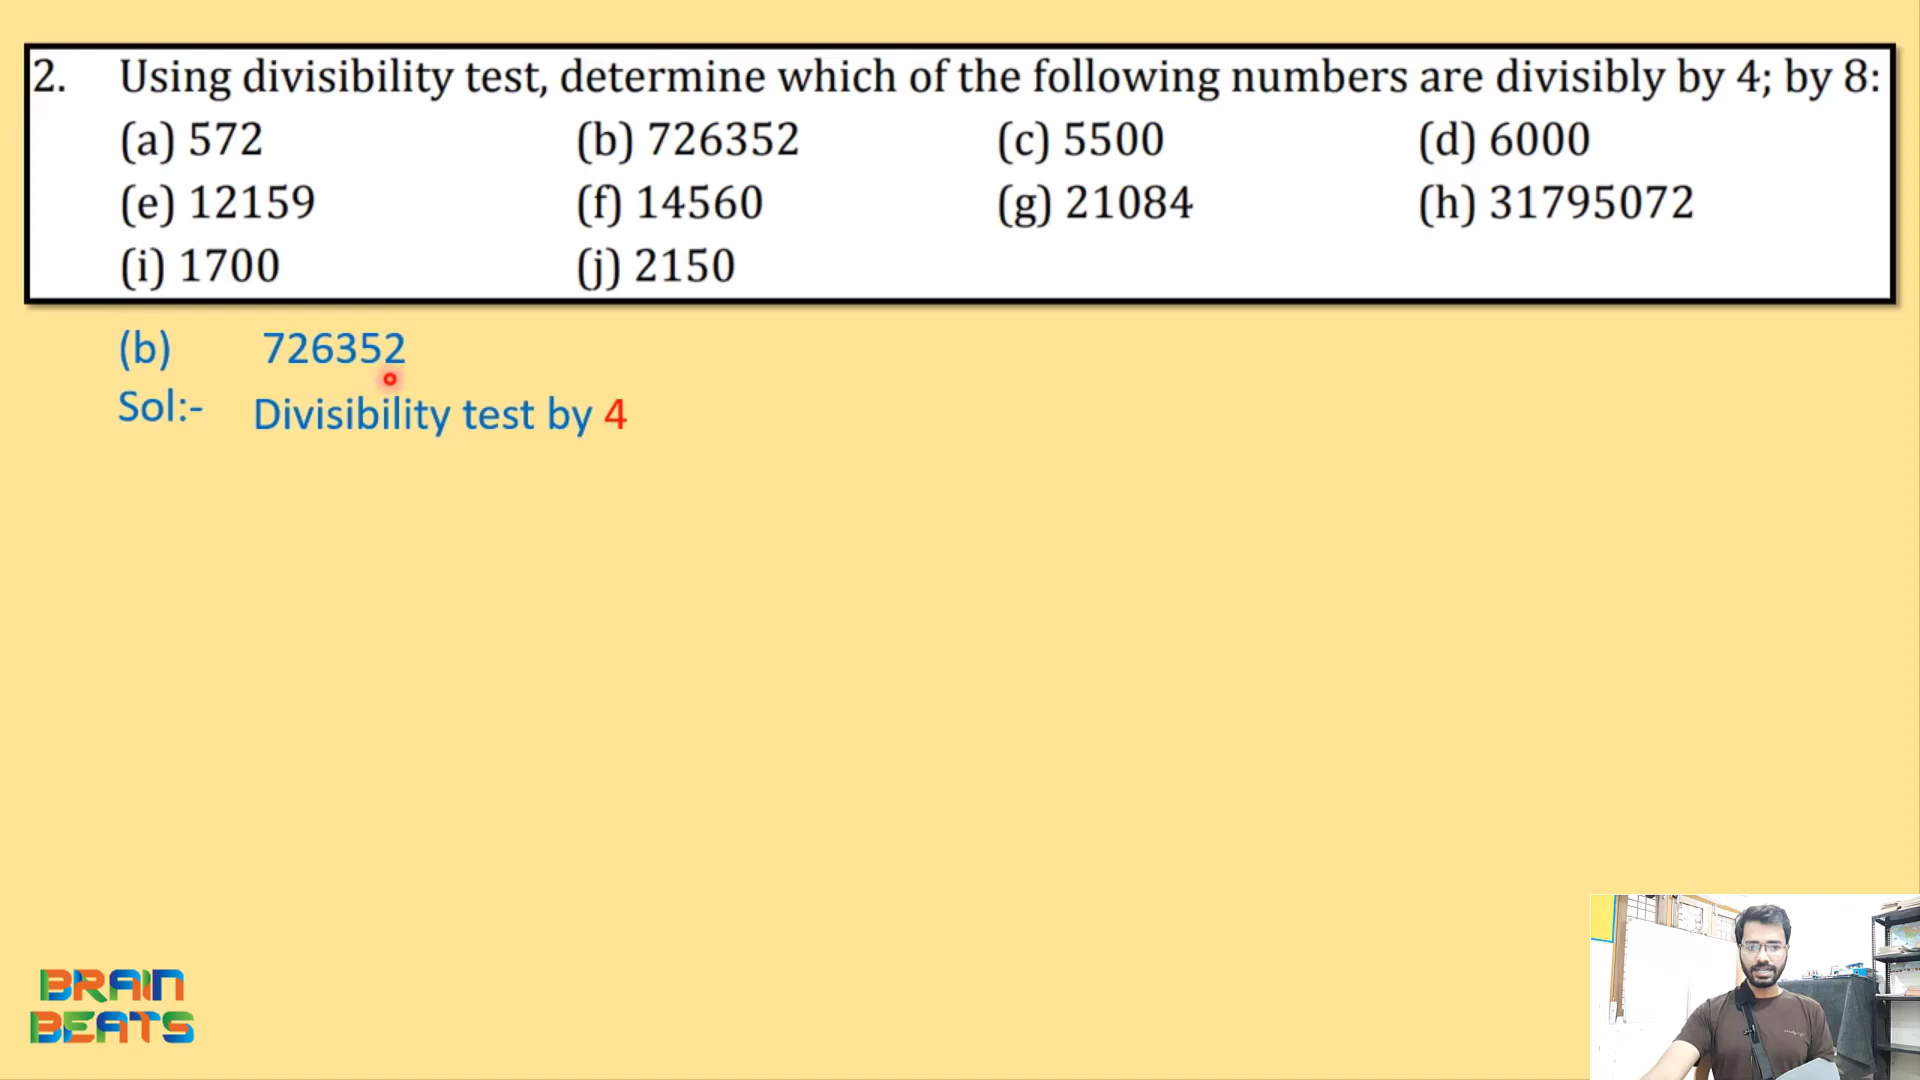 2. Using divisibility test, determine which of the following numbers are divisibly by 4; by 8:
(a) 572 (b) 726352 (c) 5500 (d) 6000
(e) 12159 (f) 14560 (g) 21084 (h) 31795072
(i) 1700 (j) 2150
(b) 726352
Sol:- Divisibility test by 4
BRAIN
BEATS